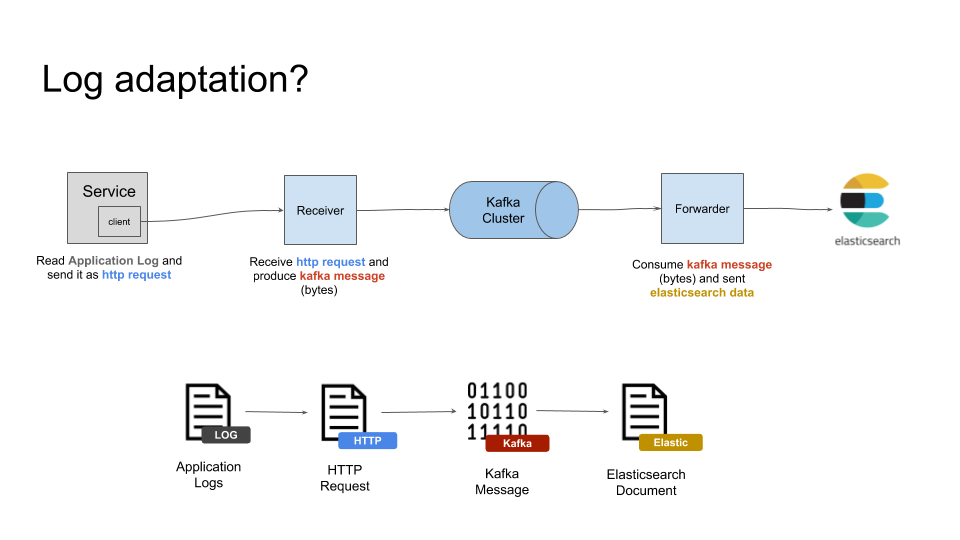 Log adaptation?
Service
client
Receiver
Kafka
Cluster
Forwarder
elasticsearch
Read Application Log and
send it as http request
Receive http request and
produce kafka message
(bytes)
Consume kafka message
(bytes) and sent
elasticsearch data
01100
10110
11110
LOG
HTTP
Kafka
Elastic
Application
Logs
HTTP
Request
Kafka
Message
Elasticsearch
Document